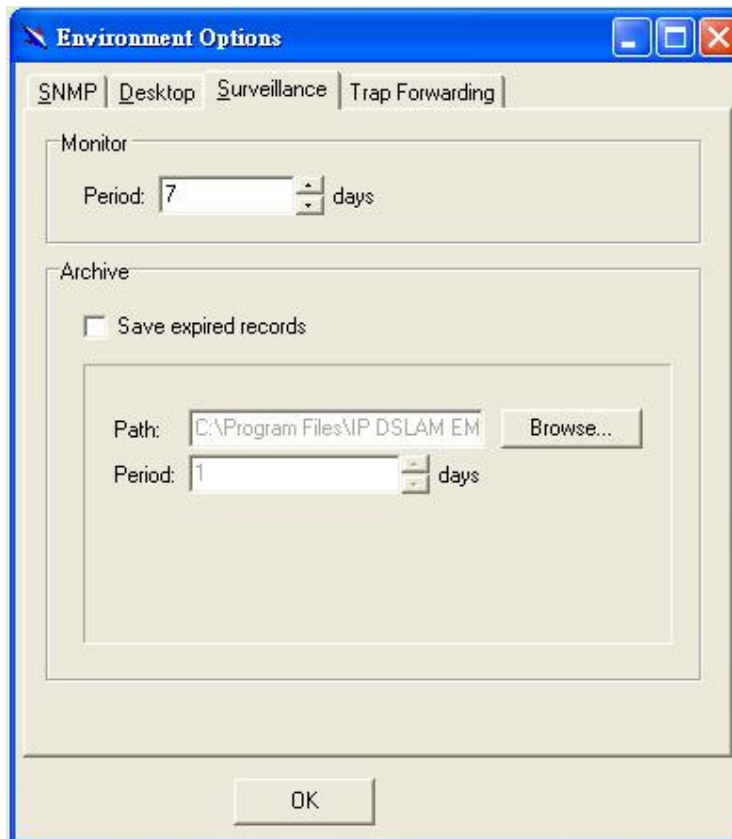 Environment Options
SNMP Desktop Surveillance Trap Forwarding
Monitor
Period: 7 days
Archive
Save expired records
Path: C:\Program Files\IP DSLAM EM Browse...
Period: 1 days
OK